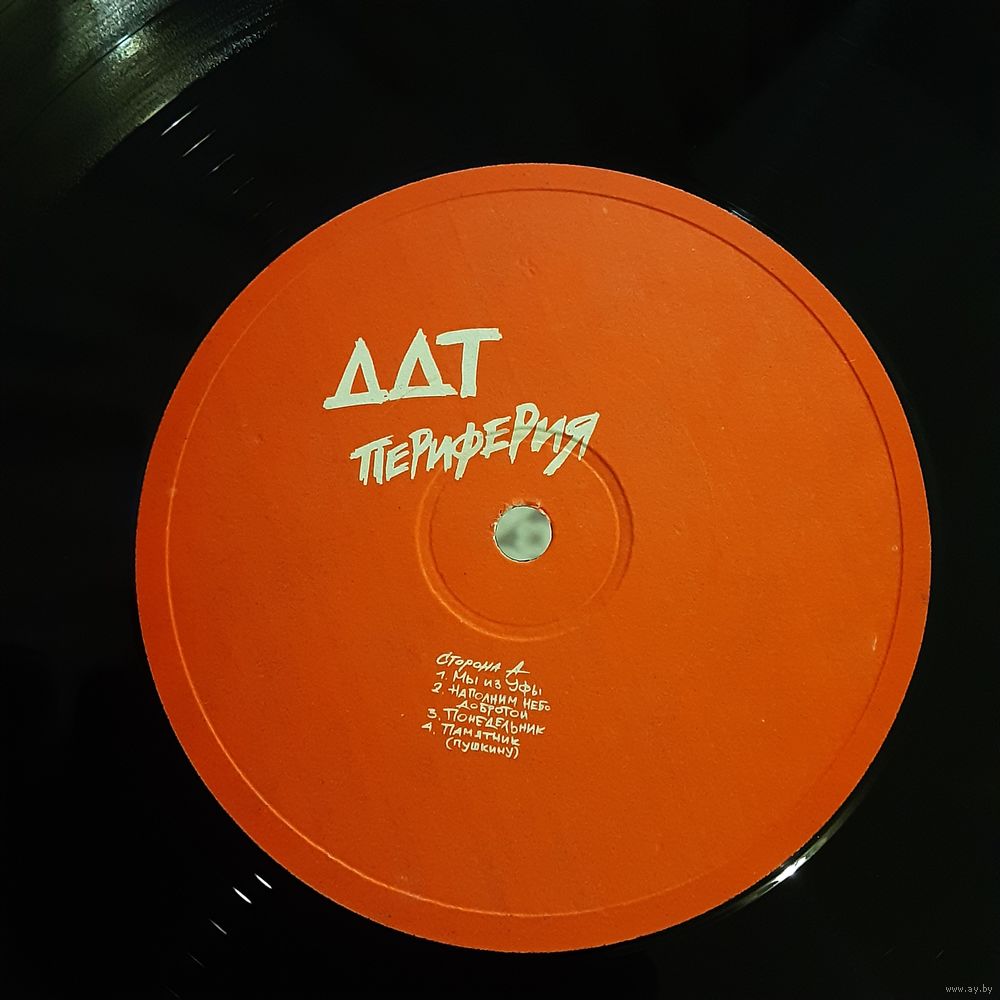 ДДТ
ПЕРИФЕРИЯ
Сторона А
1. Мы из Уфы
2. Наполним небо
добротой
3. Понедельник
4. Памятник
(Пушкину)
www.ay.by